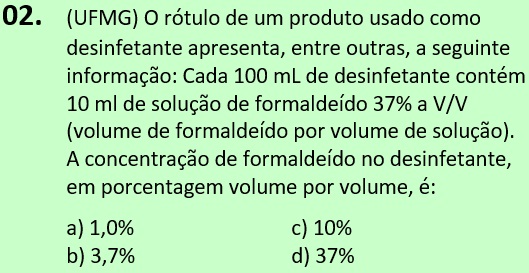 02. (UFMG) O rótulo de um produto usado como
desinfetante apresenta, entre outras, a seguinte
informação: Cada 100 mL de desinfetante contém
10 ml de solução de formaldeído 37% a V/V
(volume de formaldeído por volume de solução).
A concentração de formaldeído no desinfetante,
em porcentagem volume por volume, é:
a) 1,0% c) 10%
b) 3,7% d) 37%